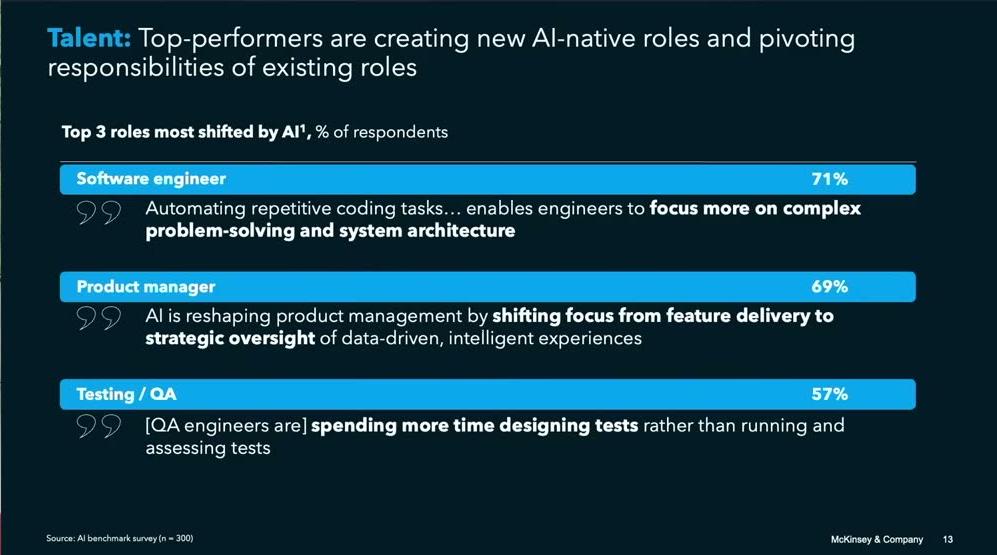 Talent: Top-performers are creating new AI-native roles and pivoting
responsibilities of existing roles
Top 3 roles most shifted by AI¹, % of respondents
Software engineer 71%
Automating repetitive coding tasks… enables engineers to focus more on complex
problem-solving and system architecture
Product manager 69%
AI is reshaping product management by shifting focus from feature delivery to
strategic oversight of data-driven, intelligent experiences
Testing / QA 57%
[QA engineers are] spending more time designing tests rather than running and
assessing tests
Source: AI benchmark survey (n = 300)
McKinsey & Company 13